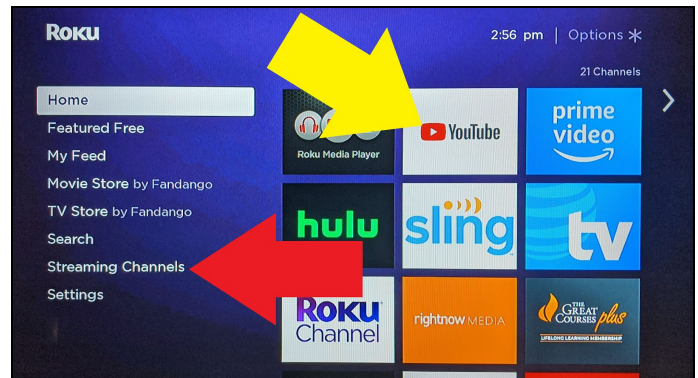 Roku
2:56 pm | Options
21 Channels
Home
Featured Free
My Feed
Movie Store by Fandango
TV Store by Fandango
Search
Streaming Channels
Settings
Roku Media Player
YouTube
prime
video
hulu
sling
tv
Roku
Channel
rightnow MEDIA
THE
GREAT
COURSES plus
LIFELONG LEARNING MEMBERSHIP